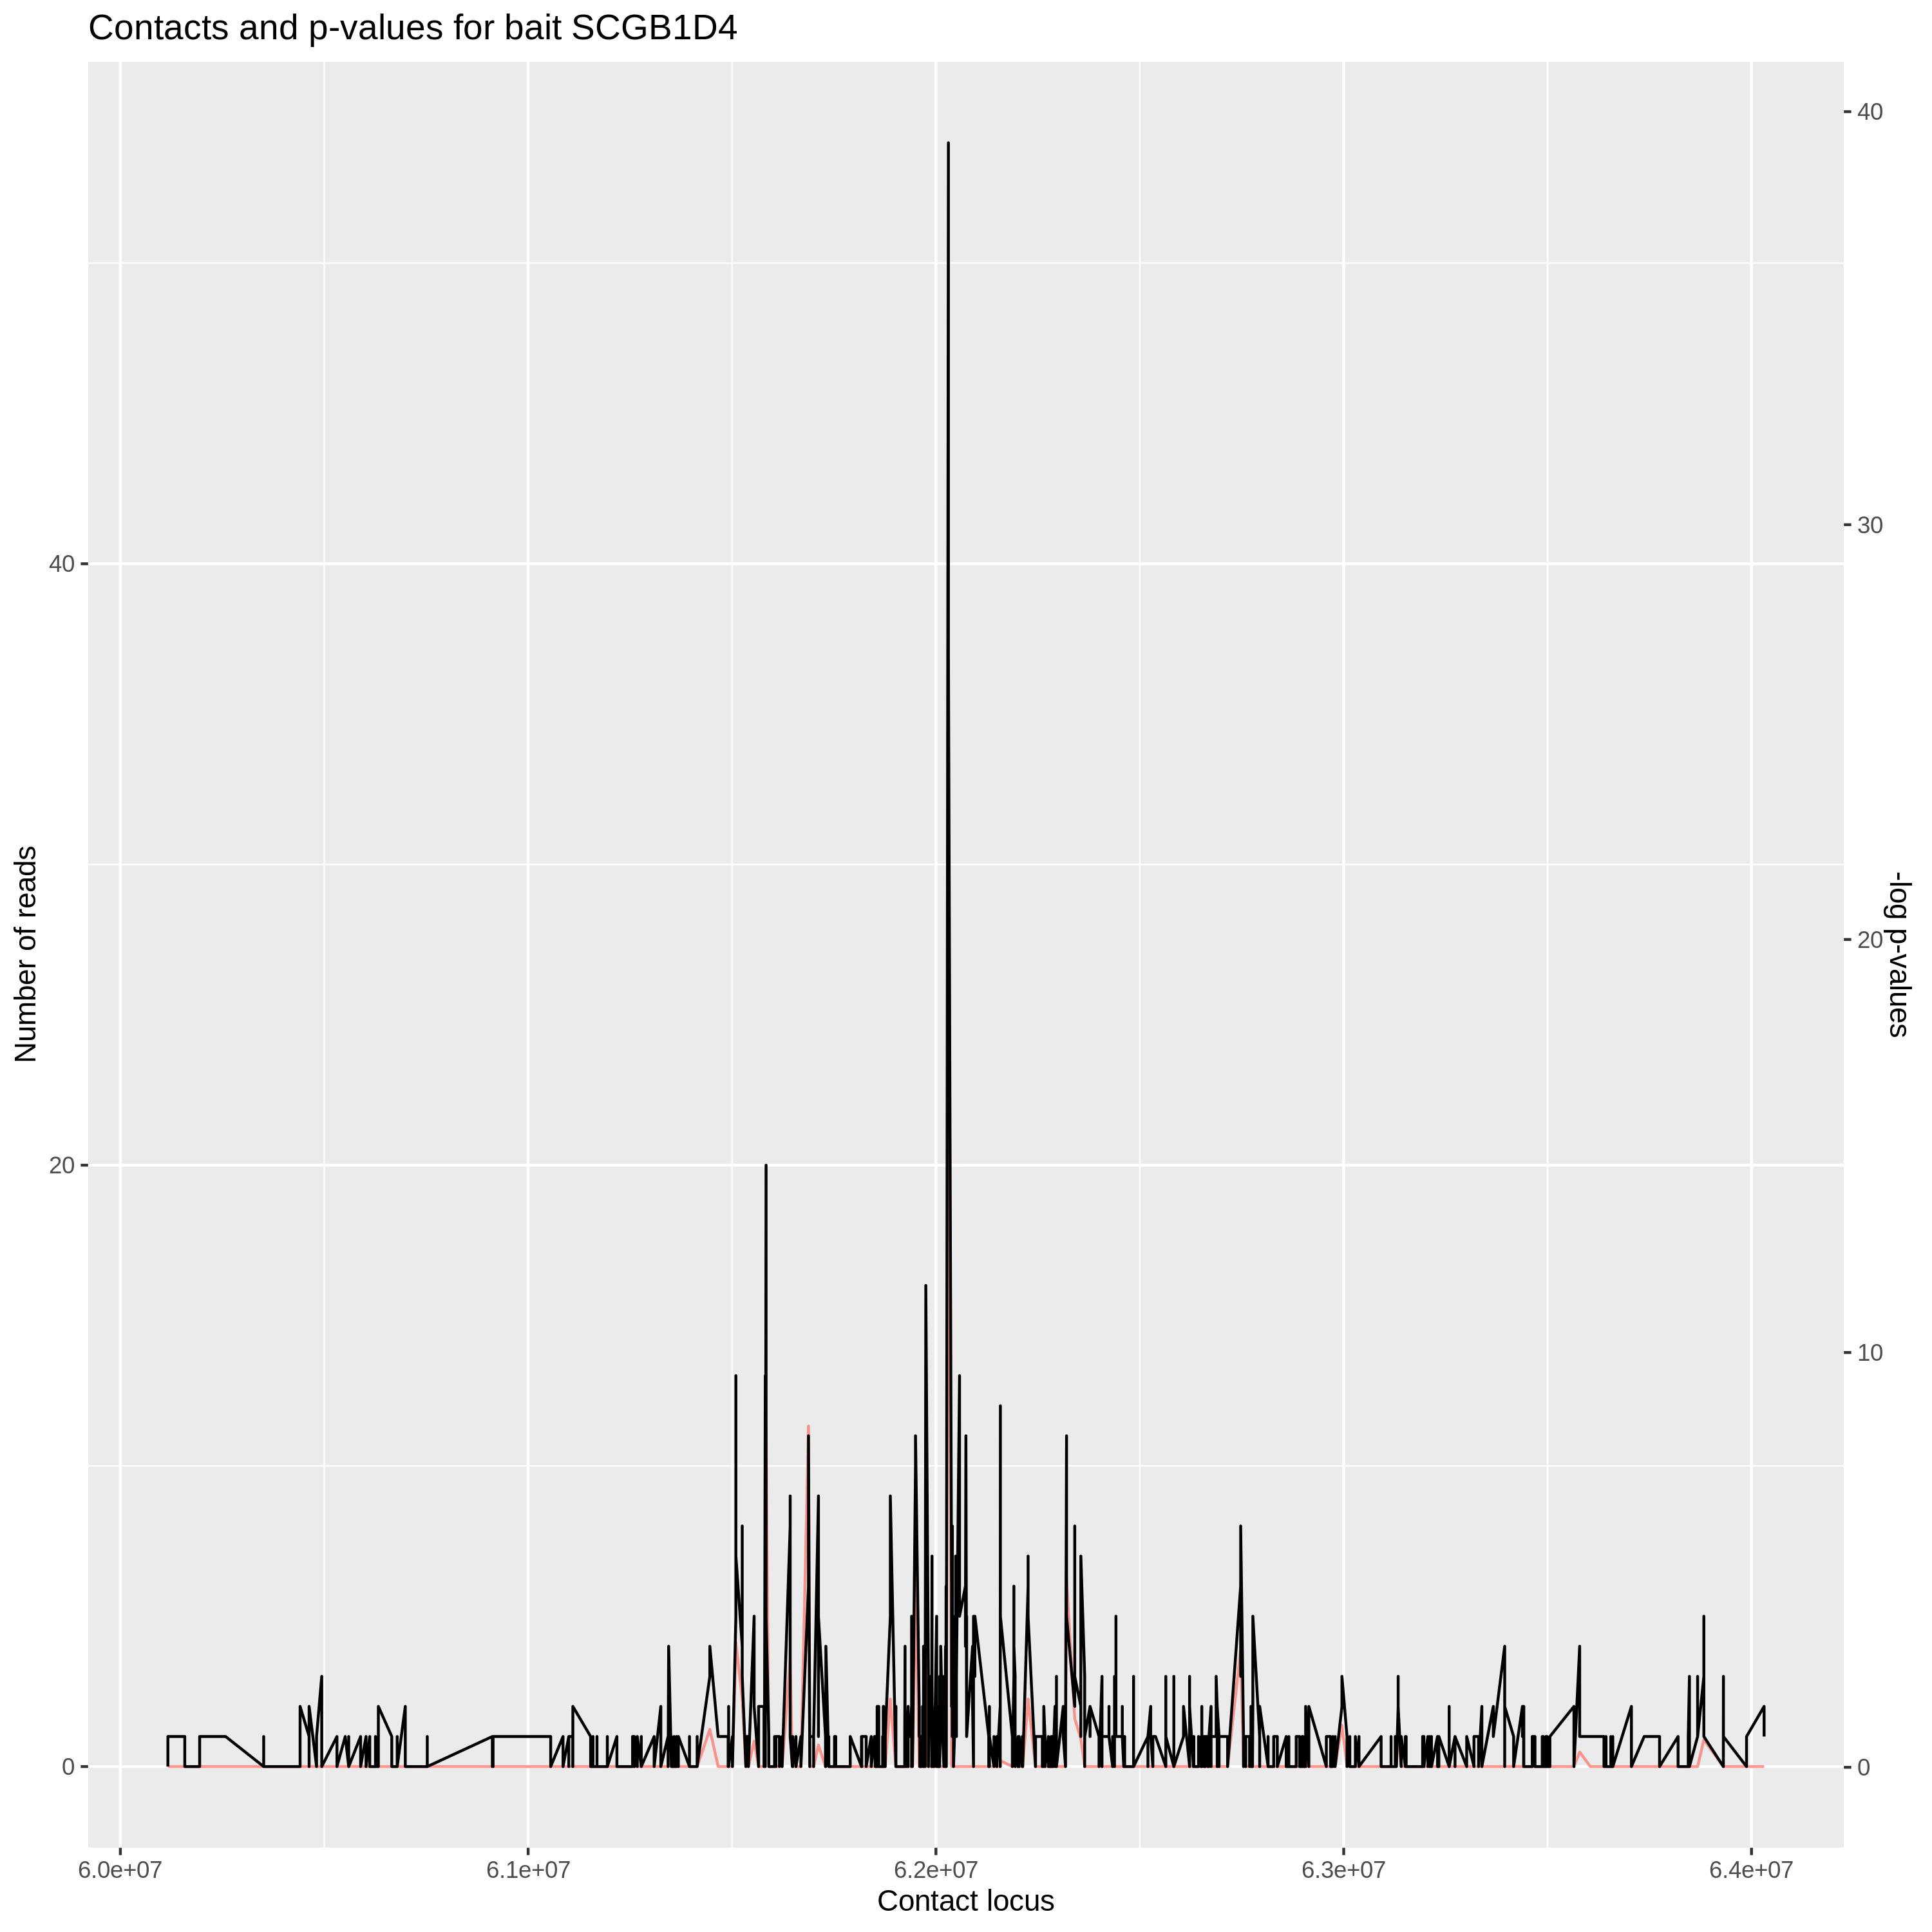 Contacts and p-values for bait SCGB1D4
Number of reads
40
20
0
40
30
20
10
0
-log p-values
6.0e+07
6.1e+07
6.2e+07
6.3e+07
6.4e+07
Contact locus